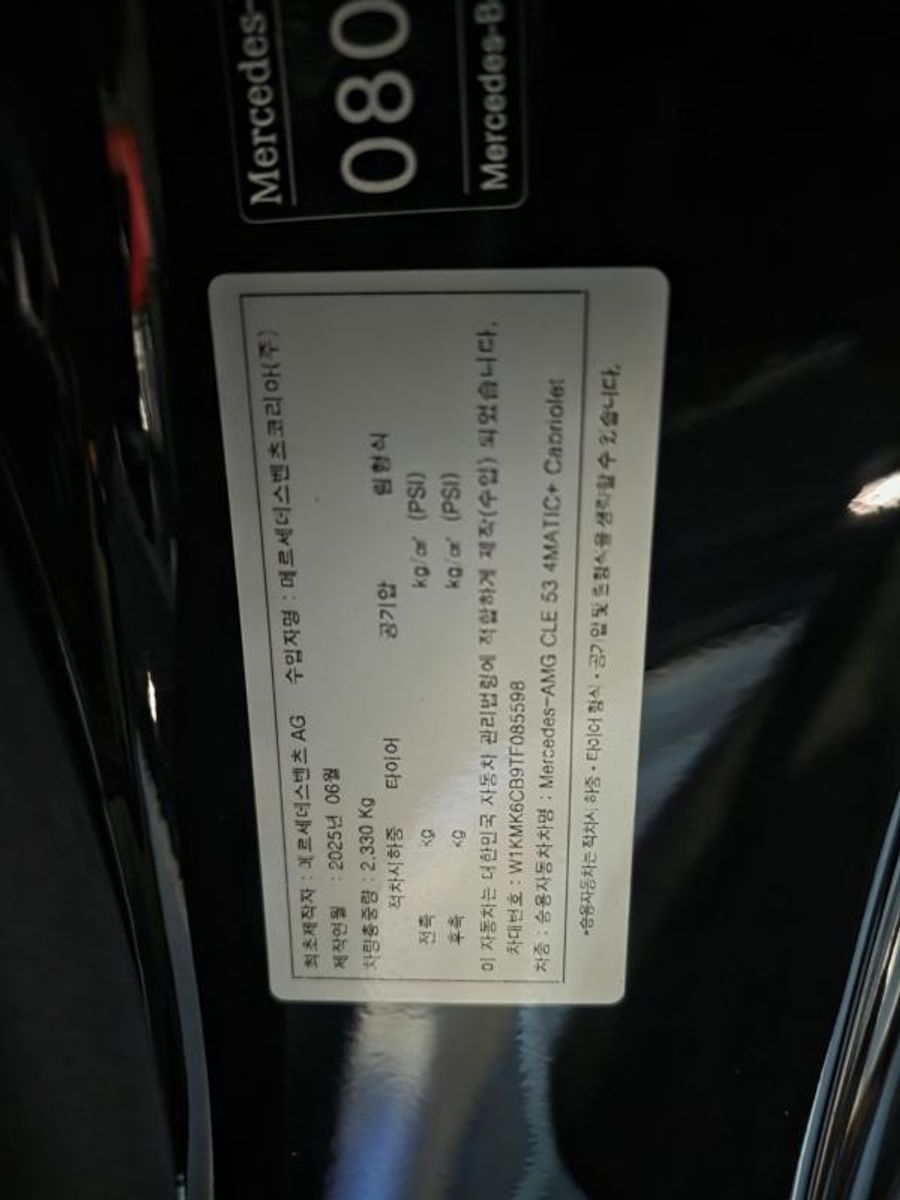 Mercedes-
080
Mercedes-B
최초제작자 : 메르세데스벤츠 AG 수입자명 : 메르세데스벤츠코리아(주)
제작연월 : 2025년 06월
차량총중량 : 2,330 Kg
적차시하중 타이어 공기압 림형식
전축 kg kg/㎠ (PSI)
후축 kg kg/㎠ (PSI)
이 자동차는 대한민국 자동차 관리법령에 적합하게 제작(수입) 되었습니다.
차대번호 : W1KMK6CB9TF085598
차종 : 승용자동차차명 : Mercedes-AMG CLE 53 4MATIC+ Cabriolet
*승용자동차는 적차시 하중・타이어 형식・공기압 및 림형식을 생략할 수 있습니다.